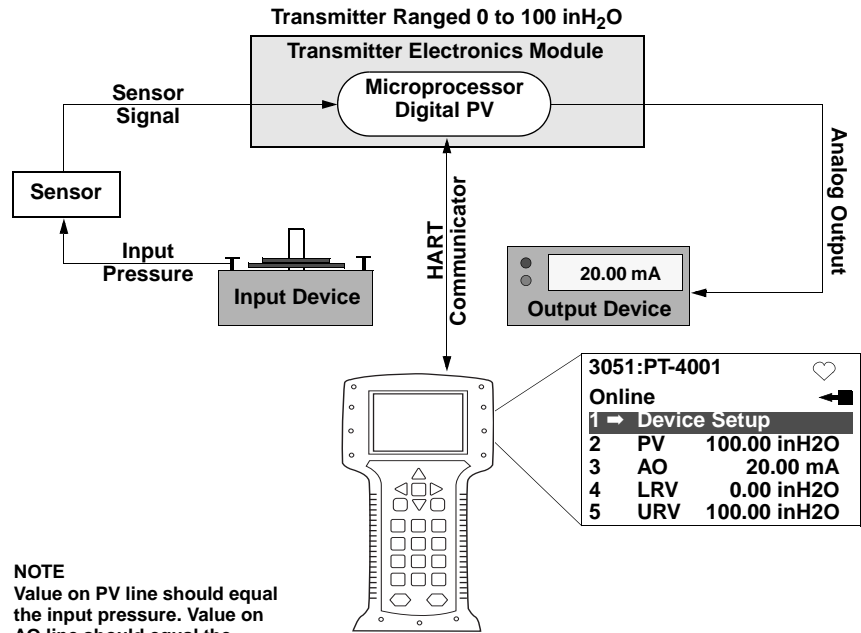 Transmitter Ranged 0 to 100 inH₂O
Transmitter Electronics Module
Microprocessor
Digital PV
Sensor
Signal
Analog Output
Sensor
HART
Communicator
Input
Pressure
Input Device
20.00 mA
Output Device
3051:PT-4001
Online
1 ➡ Device Setup
2 PV 100.00 inH2O
3 AO 20.00 mA
4 LRV 0.00 inH2O
5 URV 100.00 inH2O
NOTE
Value on PV line should equal
the input pressure. Value on
AO line should equal the